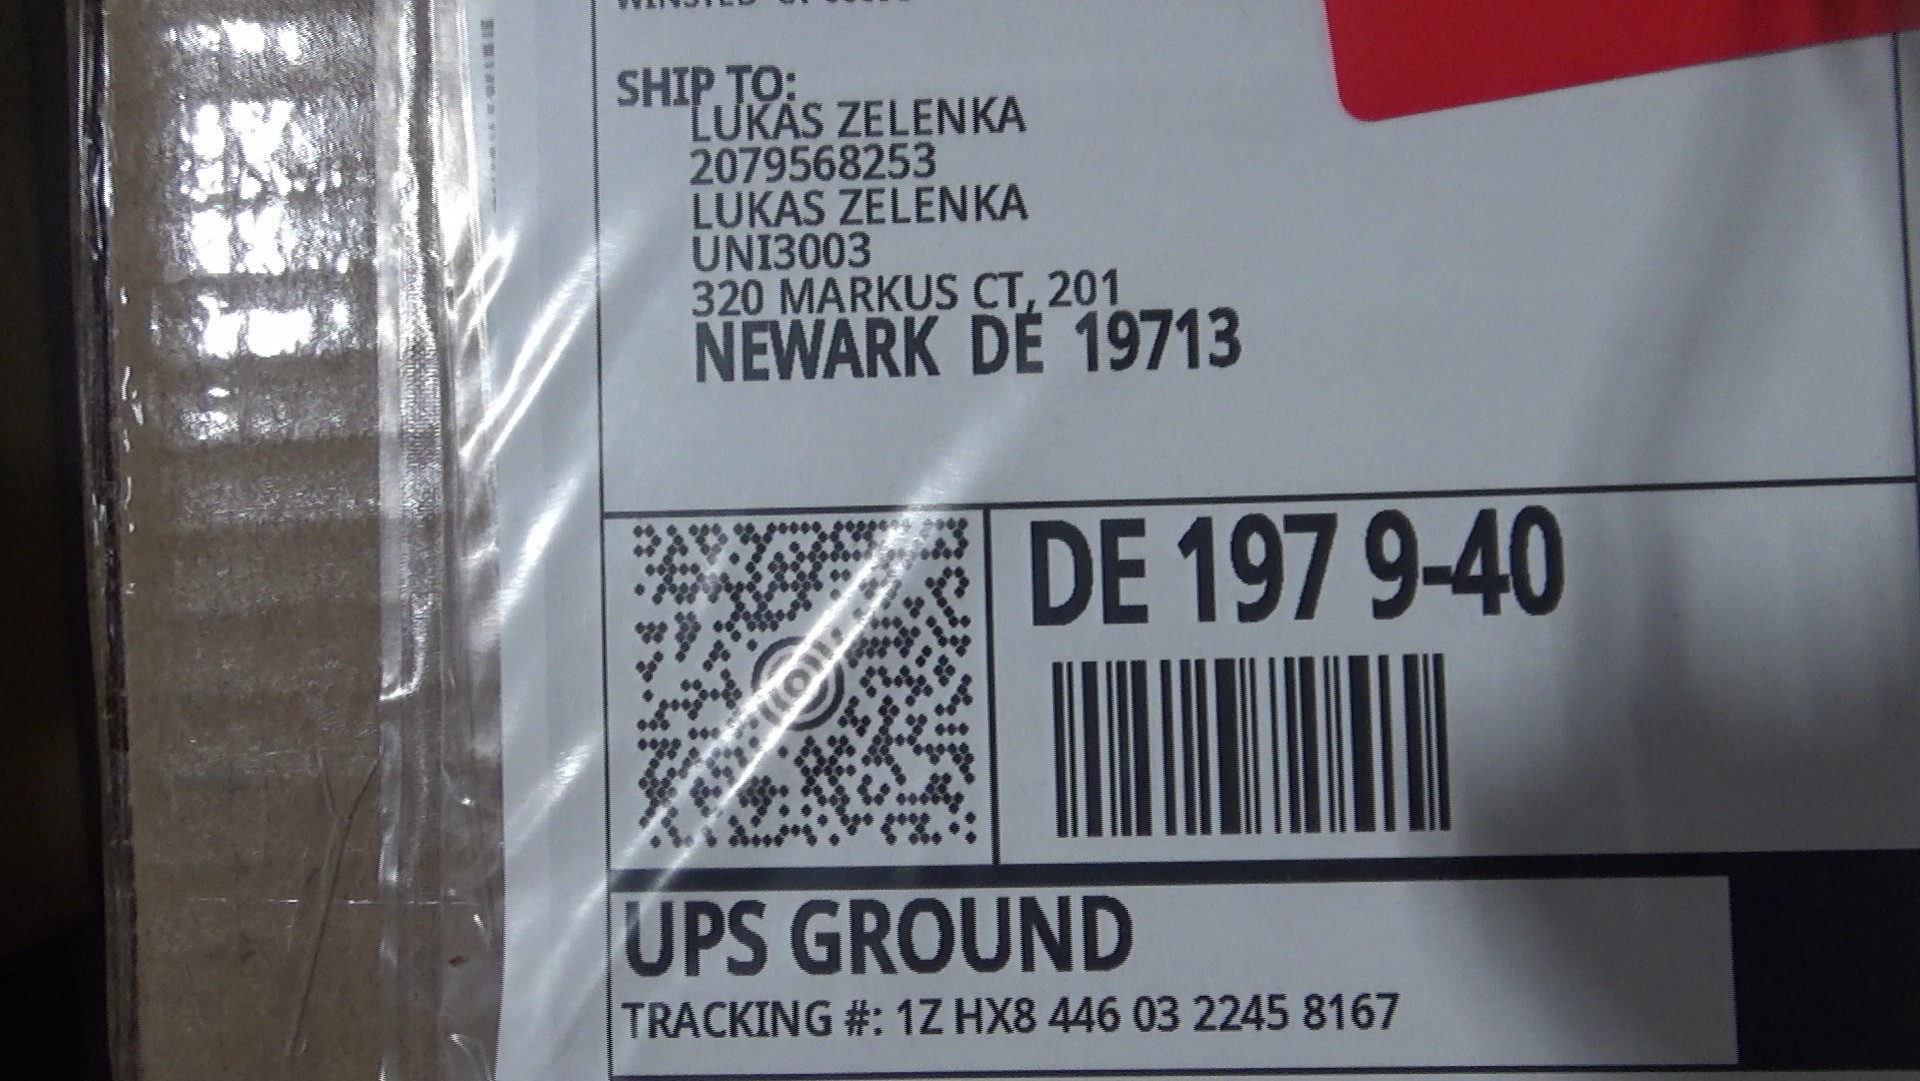 SHIP TO:
LUKAS ZELENKA
2079568253
LUKAS ZELENKA
UNI3003
320 MARKUS CT, 201
NEWARK DE 19713
DE 197 9-40
UPS GROUND
TRACKING #: 1Z HX8 446 03 2245 8167